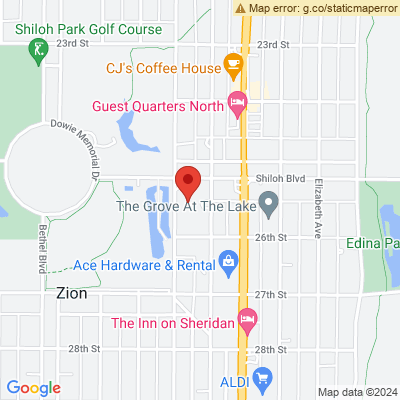 Map error: g.co/staticmaperror
Shiloh Park Golf Course
23rd St
23rd St
CJ's Coffee House
Guest Quarters North
Dowie Memorial Dr
Shiloh Blvd
The Grove At The Lake
Elizabeth Ave
Bethel Blvd
26th St
Edina Pa
Ace Hardware & Rental
Zion
27th St
The Inn on Sheridan
28th St
28th St
ALDI
Google
Map data ©2024